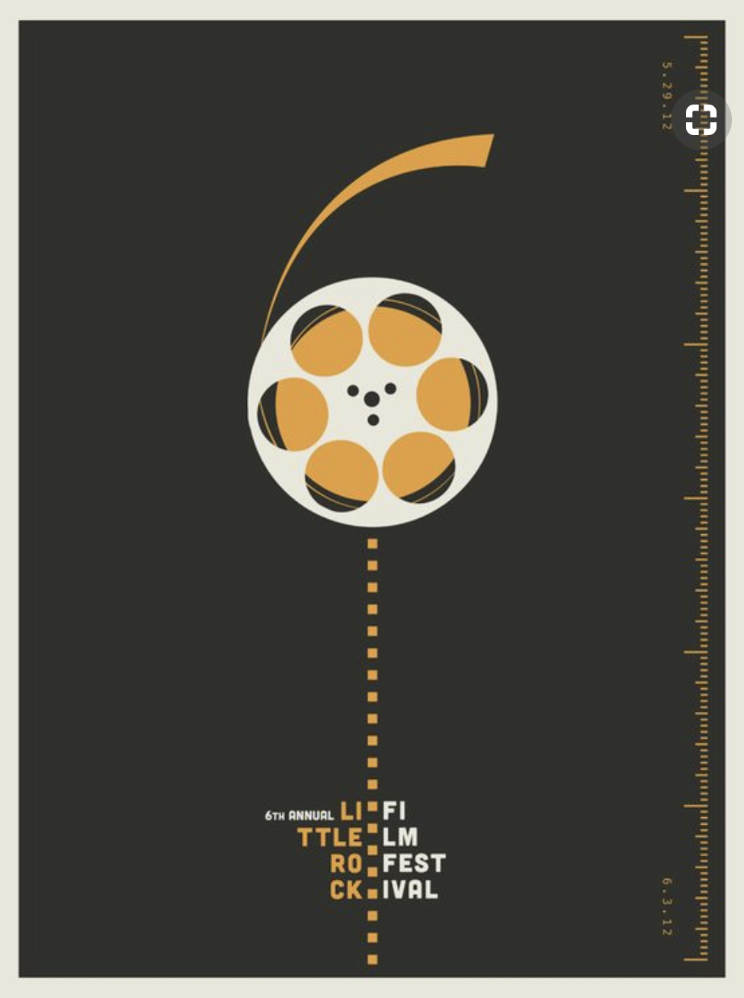 5.29.12
6TH ANNUAL LI FI
TTLE LM
RO FEST
CK IVAL
6.3.12